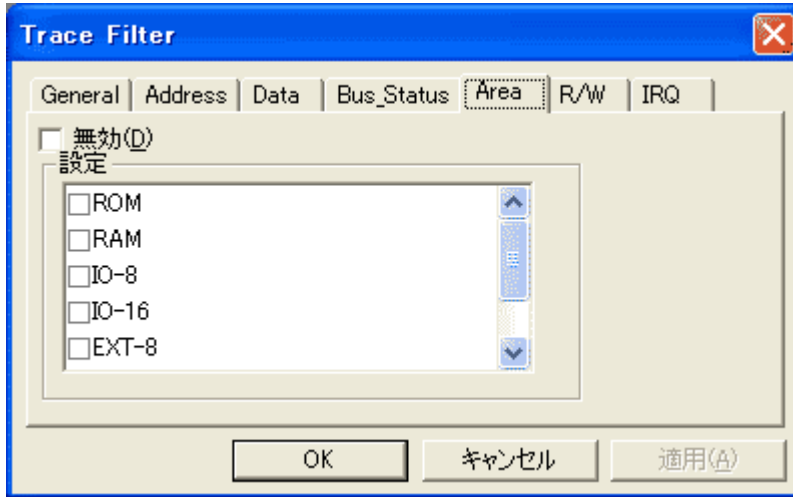 Trace Filter
General Address Data Bus_Status Area R/W IRQ
無効(D)
設定
ROM
RAM
IO-8
IO-16
EXT-8
OK キャンセル 適用(A)